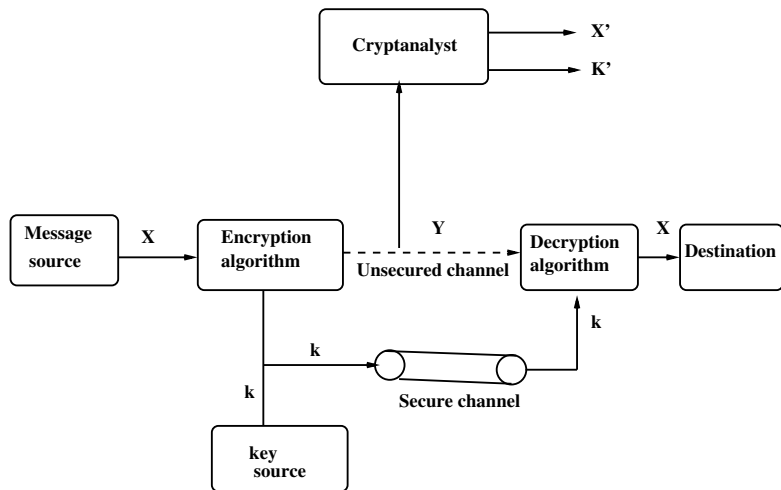 X’
Cryptanalyst
K’
Y
X
X
Message
source
Encryption
algorithm
Decryption
algorithm
Destination
Unsecured channel
k
k
k
Secure channel
key
source